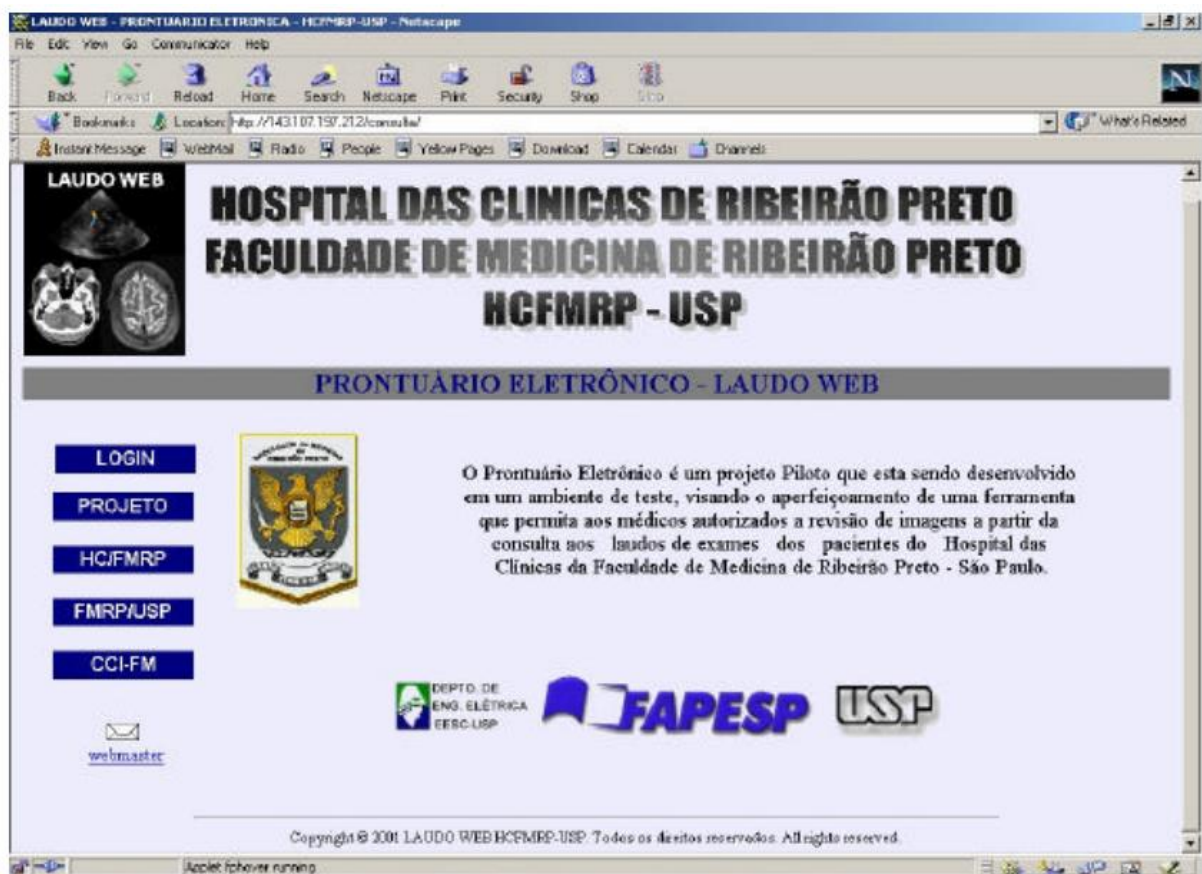 LAUDO WEB - PRONTUARIO ELETRONICA - HCFMRP-USP - Netscape
File Edit View Go Communicator Help
Back Forward Reload Home Search Netscape Print Security Shop Stop
Bookmarks Location: http://143.107.197.212/consulta/ What's Related
Instant Message WebMail Radio People Yellow Pages Download Calendar Channels
LAUDO WEB
HOSPITAL DAS CLINICAS DE RIBEIRÃO PRETO
FACULDADE DE MEDICINA DE RIBEIRÃO PRETO
HCFMRP - USP
PRONTUÁRIO ELETRÔNICO - LAUDO WEB
LOGIN
PROJETO
HC/FMRP
FMRP/USP
CCI-FM
webmaster
O Prontuário Eletrônico é um projeto Piloto que esta sendo desenvolvido
em um ambiente de teste, visando o aperfeiçoamento de uma ferramenta
que permita aos médicos autorizados a revisão de imagens a partir da
consulta aos laudos de exames dos pacientes do Hospital das
Clínicas da Faculdade de Medicina de Ribeirão Preto - São Paulo.
DEPTO. DE
ENG. ELÉTRICA
EESC-USP
FAPESP
USP
Copyright © 2001 LAUDO WEB HCFMRP-USP. Todos os direitos reservados. All rights reserved.
Applet fphover running